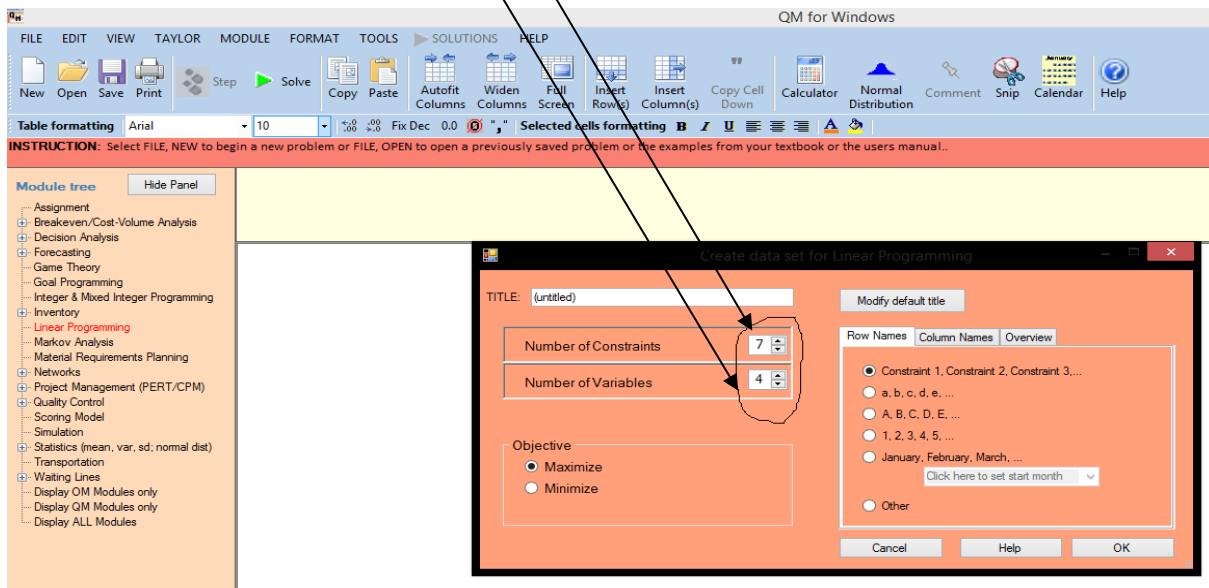 QM for Windows
FILE EDIT VIEW TAYLOR MODULE FORMAT TOOLS SOLUTIONS HELP
New Open Save Print Step Solve Copy Paste Autofit Columns Widen Columns Full Screen Insert Row(s) Insert Column(s) Copy Cell Down Calculator Normal Distribution Comment Snip Calendar Help
Table formatting Arial 10 Fix Dec 0.0 "," Selected cells formatting B I U A
INSTRUCTION: Select FILE, NEW to begin a new problem or FILE, OPEN to open a previously saved problem or the examples from your textbook or the users manual..
Module tree Hide Panel
Assignment
Breakeven/Cost-Volume Analysis
Decision Analysis
Forecasting
Game Theory
Goal Programming
Integer & Mixed Integer Programming
Inventory
Linear Programming
Markov Analysis
Material Requirements Planning
Networks
Project Management (PERT/CPM)
Quality Control
Scoring Model
Simulation
Statistics (mean, var, sd; normal dist)
Transportation
Waiting Lines
Display OM Modules only
Display QM Modules only
Display ALL Modules
Create data set for Linear Programming
TITLE: (untitled)
Modify default title
Number of Constraints 7
Number of Variables 4
Objective
Maximize
Minimize
Row Names Column Names Overview
Constraint 1, Constraint 2, Constraint 3,...
a, b, c, d, e, ...
A, B, C, D, E, ...
1, 2, 3, 4, 5, ...
January, February, March, ...
Click here to set start month
Other
Cancel Help OK